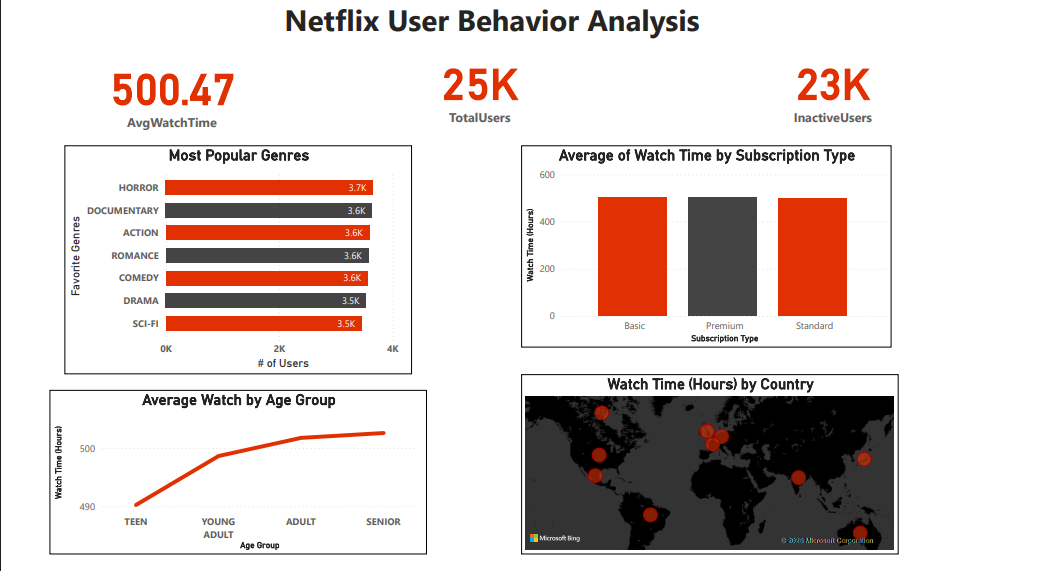 Netflix User Behavior Analysis
500.47
AvgWatchTime
25K
TotalUsers
23K
InactiveUsers
Most Popular Genres
Favorite Genres
HORROR 3.7K
DOCUMENTARY 3.6K
ACTION 3.6K
ROMANCE 3.6K
COMEDY 3.6K
DRAMA 3.5K
SCI-FI 3.5K
0K 2K 4K
# of Users
Average of Watch Time by Subscription Type
Watch Time (Hours)
600
400
200
0
Basic Premium Standard
Subscription Type
Average Watch by Age Group
Watch Time (Hours)
500
490
TEEN YOUNG ADULT ADULT SENIOR
Age Group
Watch Time (Hours) by Country
Microsoft Bing
© 2025 Microsoft Corporation